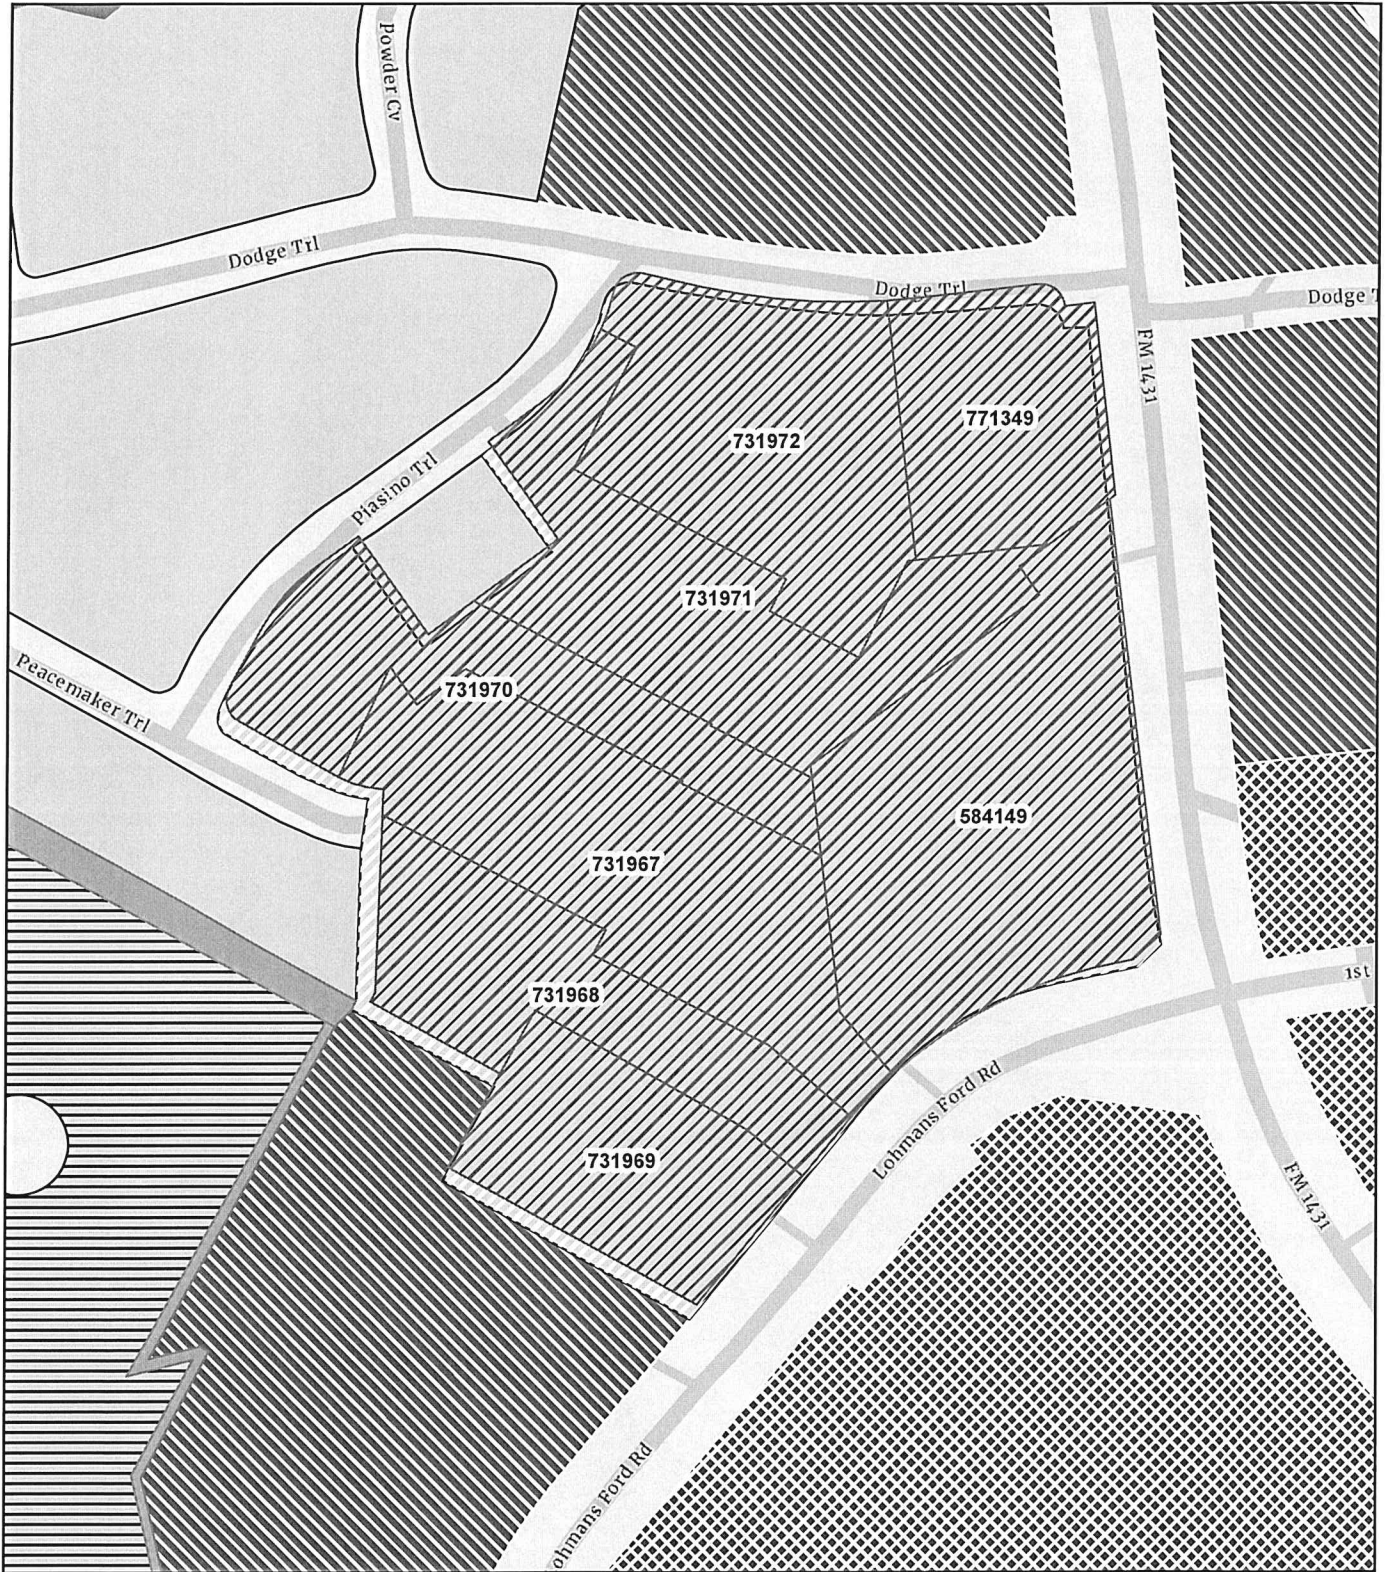 Powder Cv
Dodge Trl
Dodge Trl
Dodge T
FM 1431
771349
731972
Piasino Trl
731971
Peacemaker Trl
731970
584149
731967
1st
731968
Lohmans Ford Rd
731969
FM 1431
ohmans Ford Rd